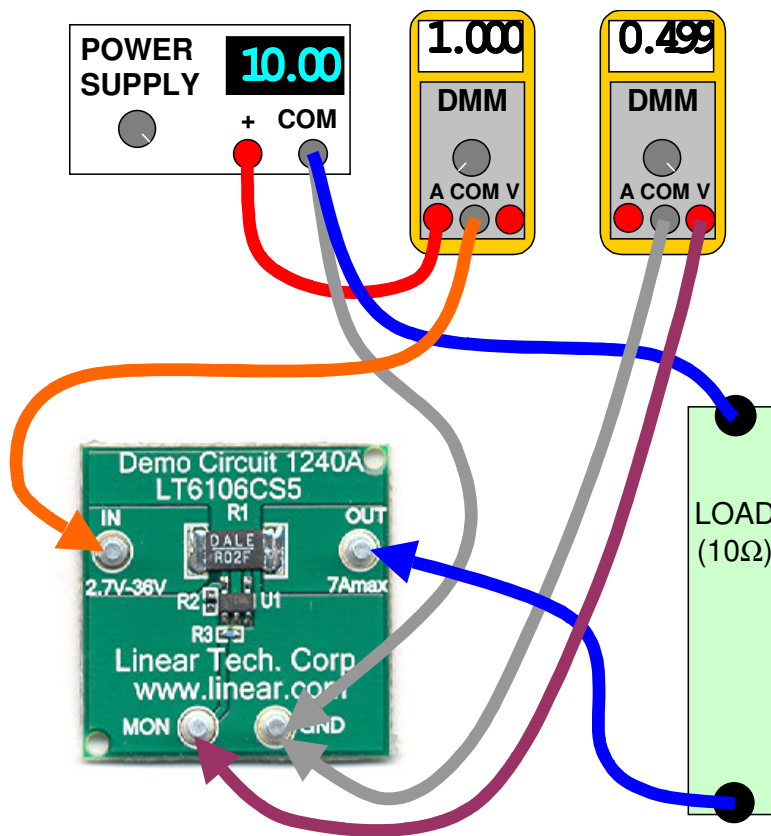 POWER
SUPPLY
10.00
+ COM
1.000
DMM
A COM V
0.499
DMM
A COM V
Demo Circuit 1240A
LT6106CS5
R1
IN
OUT
DALE
R02F
2.7V-36V
7Amax
R2
U1
R3
Linear Tech. Corp
www.linear.com
MON
GND
LOAD
(10Ω)